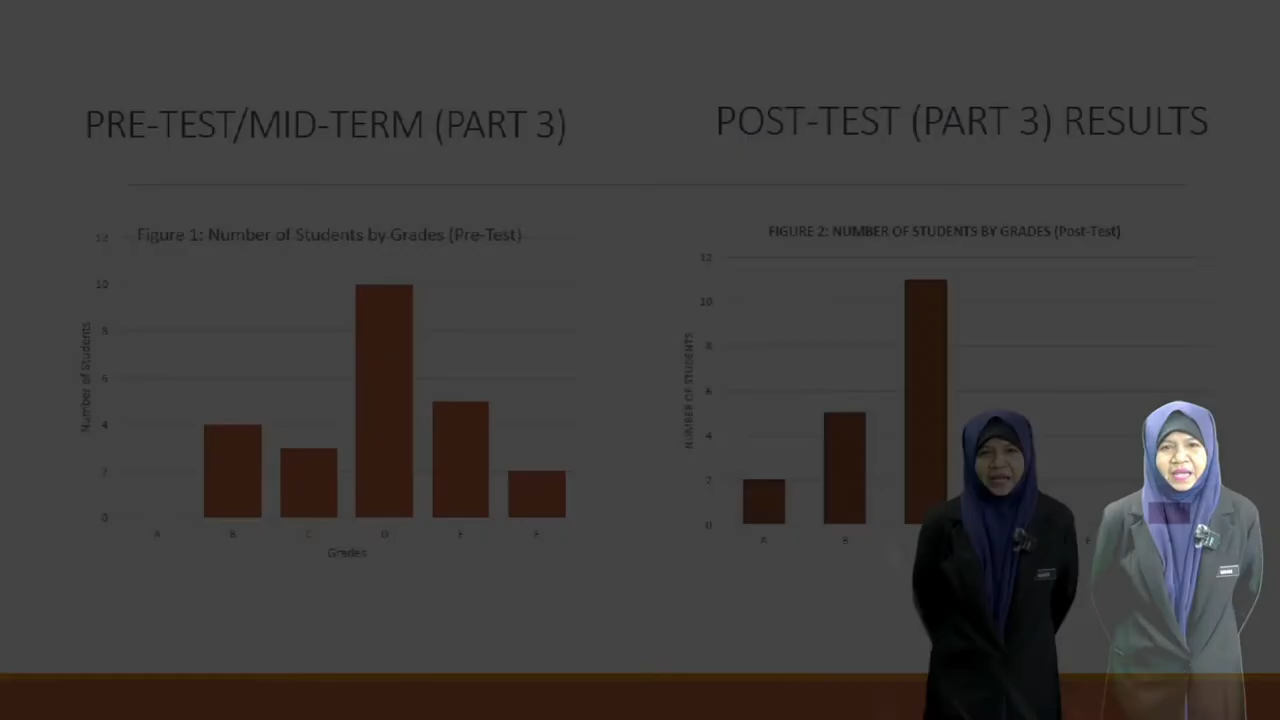 PRE-TEST/MID-TERM (PART 3)
POST-TEST (PART 3) RESULTS
Figure 1: Number of Students by Grades (Pre-Test)
12
10
8
6
4
2
0
Number of Students
A B C D E F
Grades
FIGURE 2: NUMBER OF STUDENTS BY GRADES (Post-Test)
12
10
8
6
4
2
0
NUMBER OF STUDENTS
A B